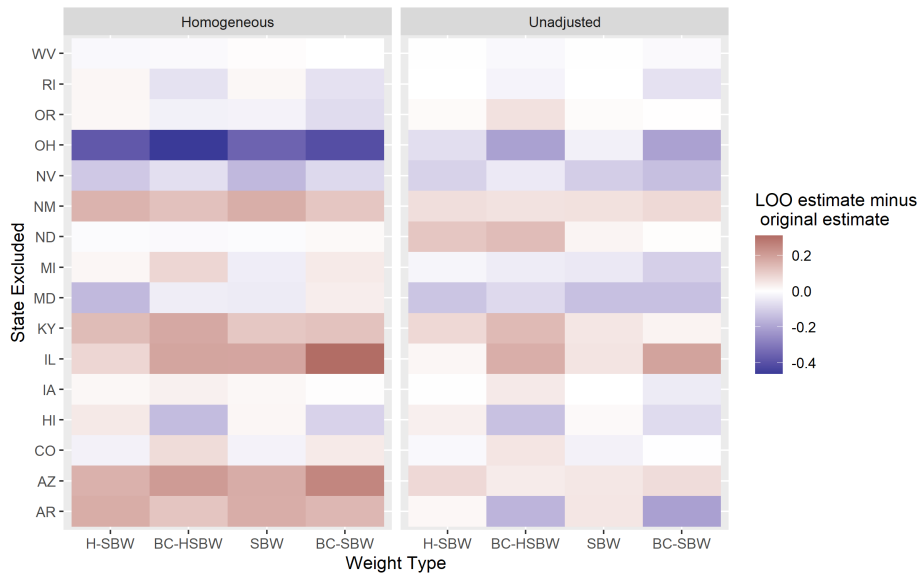 Homogeneous
Unadjusted
WV
RI
OR
OH
NV
NM
ND
MI
MD
KY
IL
IA
HI
CO
AZ
AR
State Excluded
H-SBW BC-HSBW SBW BC-SBW
H-SBW BC-HSBW SBW BC-SBW
Weight Type
LOO estimate minus
original estimate
0.2
0.0
-0.2
-0.4